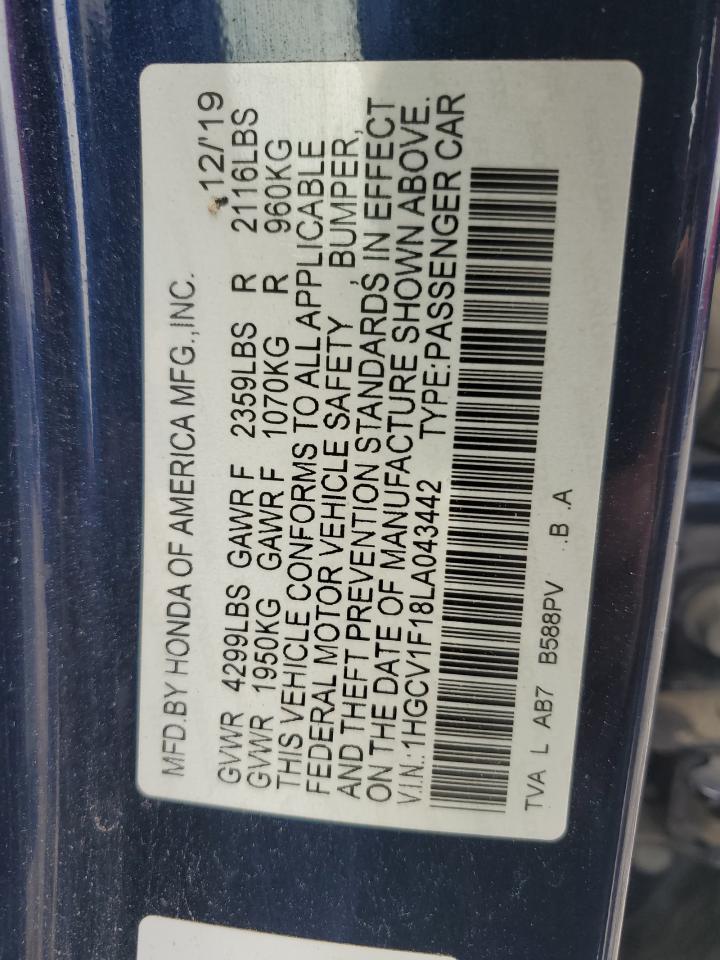 MFD.BY HONDA OF AMERICA MFG.,INC. 12/'19
GVWR 4299LBS GAWR F 2359LBS R 2116LBS
GVWR 1950KG GAWR F 1070KG R 960KG
THIS VEHICLE CONFORMS TO ALL APPLICABLE
FEDERAL MOTOR VEHICLE SAFETY , BUMPER,
AND THEFT PREVENTION STANDARDS IN EFFECT
ON THE DATE OF MANUFACTURE SHOWN ABOVE.
V.I.N.:1HGCV1F18LA043442 TYPE:PASSENGER CAR
TVA L AB7 B588PV .:B .A